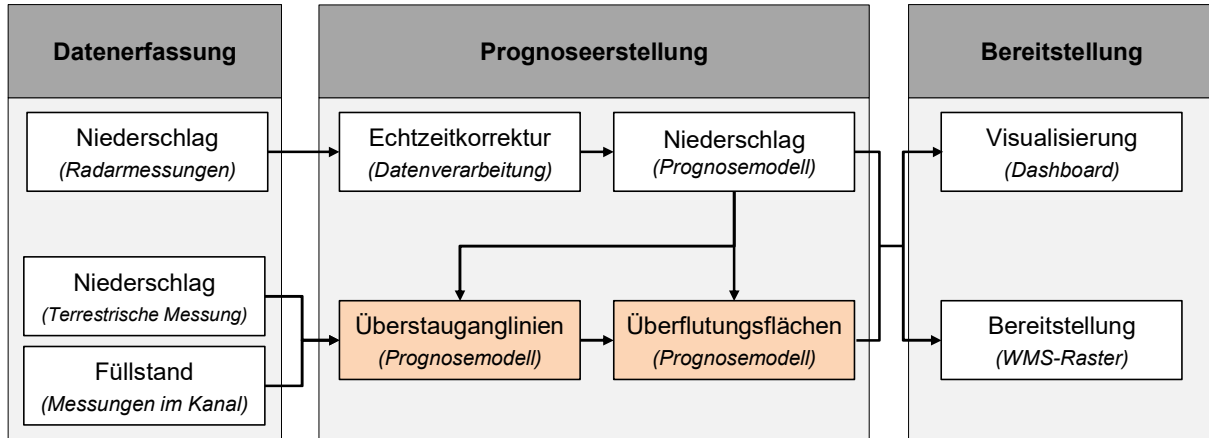 Datenerfassung
Niederschlag
(Radarmessungen)
Niederschlag
(Terrestrische Messung)
Füllstand
(Messungen im Kanal)
Prognoseerstellung
Echtzeitkorrektur
(Datenverarbeitung)
Niederschlag
(Prognosemodell)
Überstauganglinien
(Prognosemodell)
Überflutungsflächen
(Prognosemodell)
Bereitstellung
Visualisierung
(Dashboard)
Bereitstellung
(WMS-Raster)